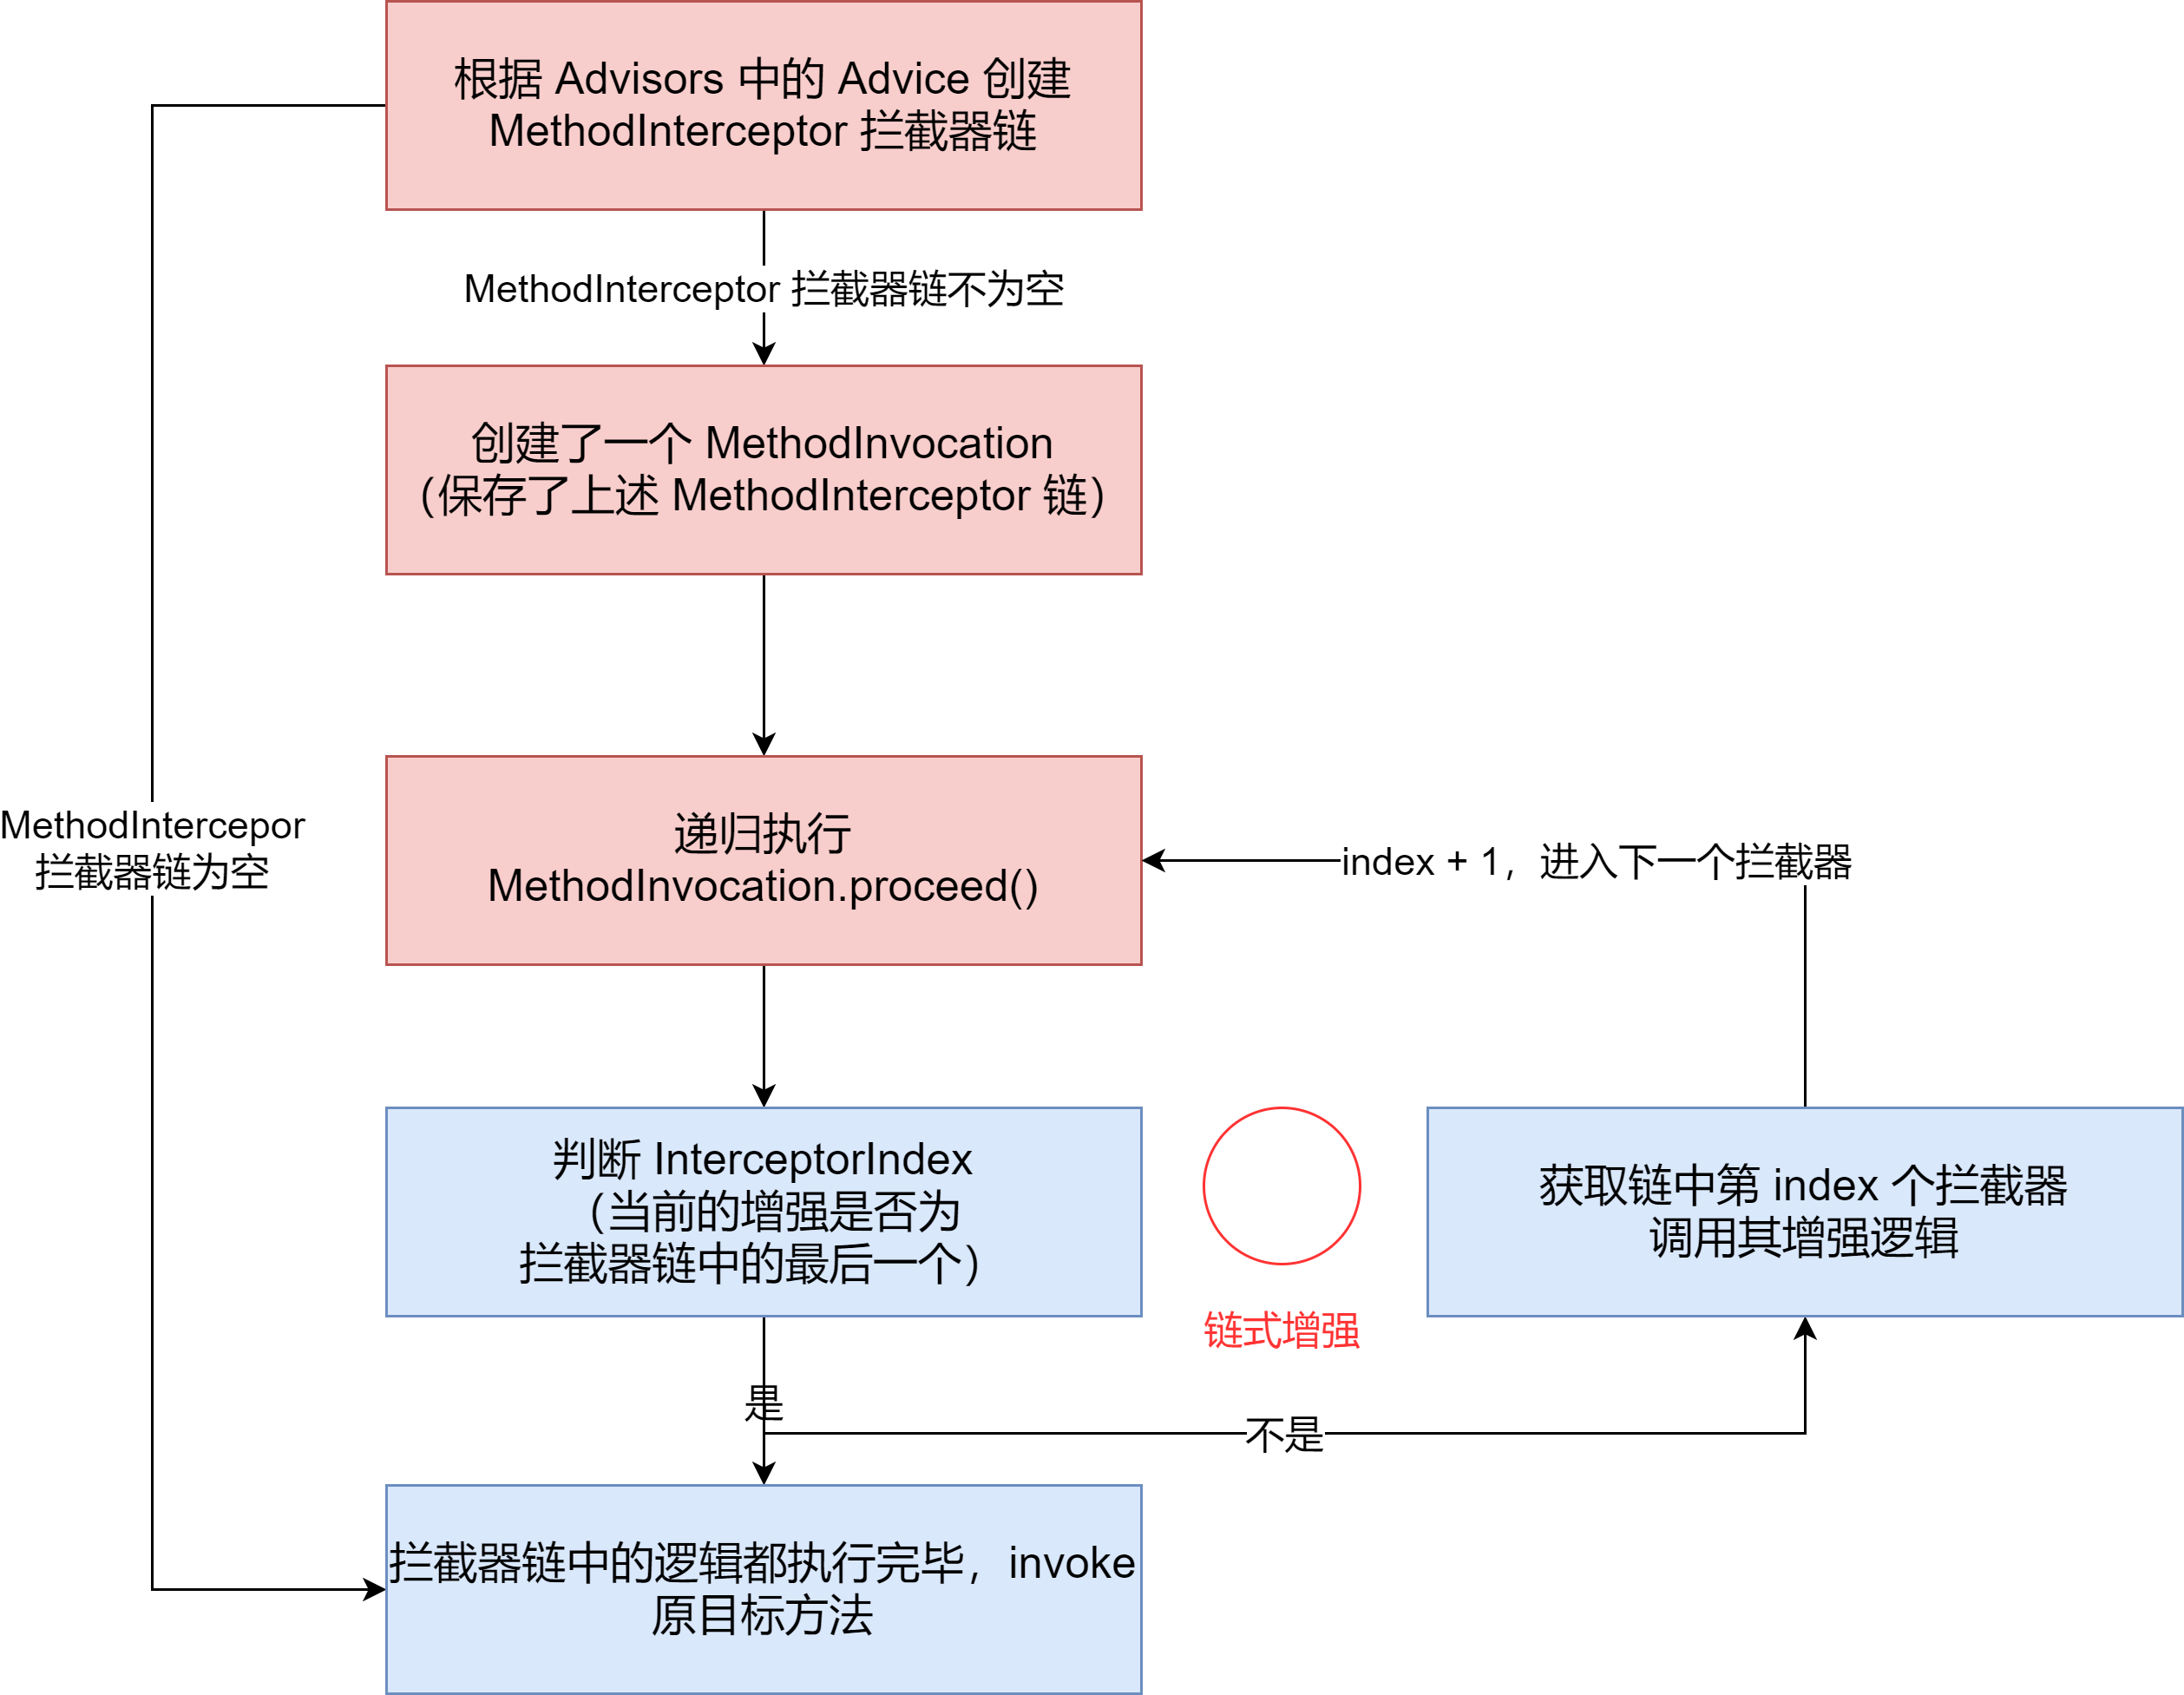 根据 Advisors 中的 Advice 创建
MethodInterceptor 拦截器链
MethodInterceptor 拦截器链不为空
创建了一个 MethodInvocation
（保存了上述 MethodInterceptor 链）
MethodIntercepor
拦截器链为空
递归执行
MethodInvocation.proceed()
index + 1，进入下一个拦截器
判断 InterceptorIndex
（当前的增强是否为
拦截器链中的最后一个）
链式增强
获取链中第 index 个拦截器
调用其增强逻辑
是
不是
拦截器链中的逻辑都执行完毕，invoke
原目标方法